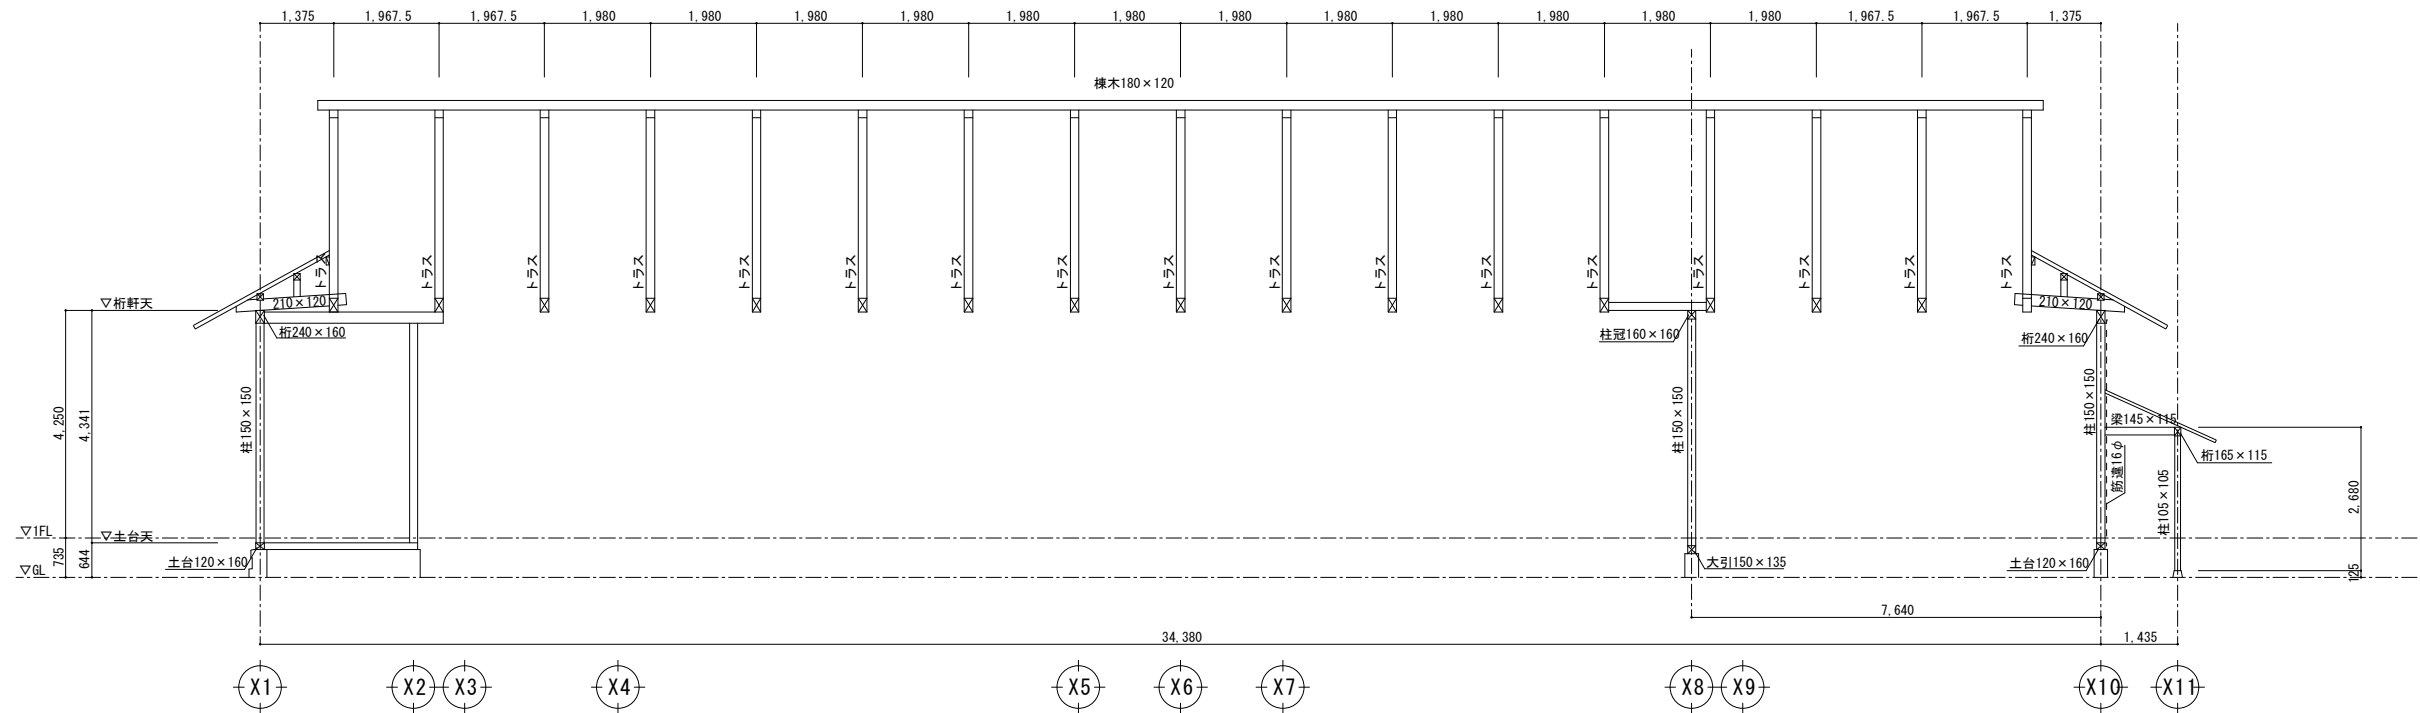 1,375 1,967.5 1,967.5 1,980 1,980 1,980 1,980 1,980 1,980 1,980 1,980 1,980 1,980 1,980 1,980 1,967.5 1,967.5 1,375
棟木180×120
トラス トラス トラス トラス トラス トラス トラス トラス トラス トラス トラス トラス トラス トラス トラス トラス トラス
▽桁軒天
210×120
210×120
桁240×160
柱冠160×160
桁240×160
4,250
4,341
柱150×150
柱150×150
柱150×150
梁145×115
筋違16φ
桁165×115
柱105×105
2,680
▽1FL
▽土台天
735
644
土台120×160
大引150×135
土台120×160
125
▽GL
7,640
34,380
1,435
X1 X2 X3 X4 X5 X6 X7 X8 X9 X10 X11